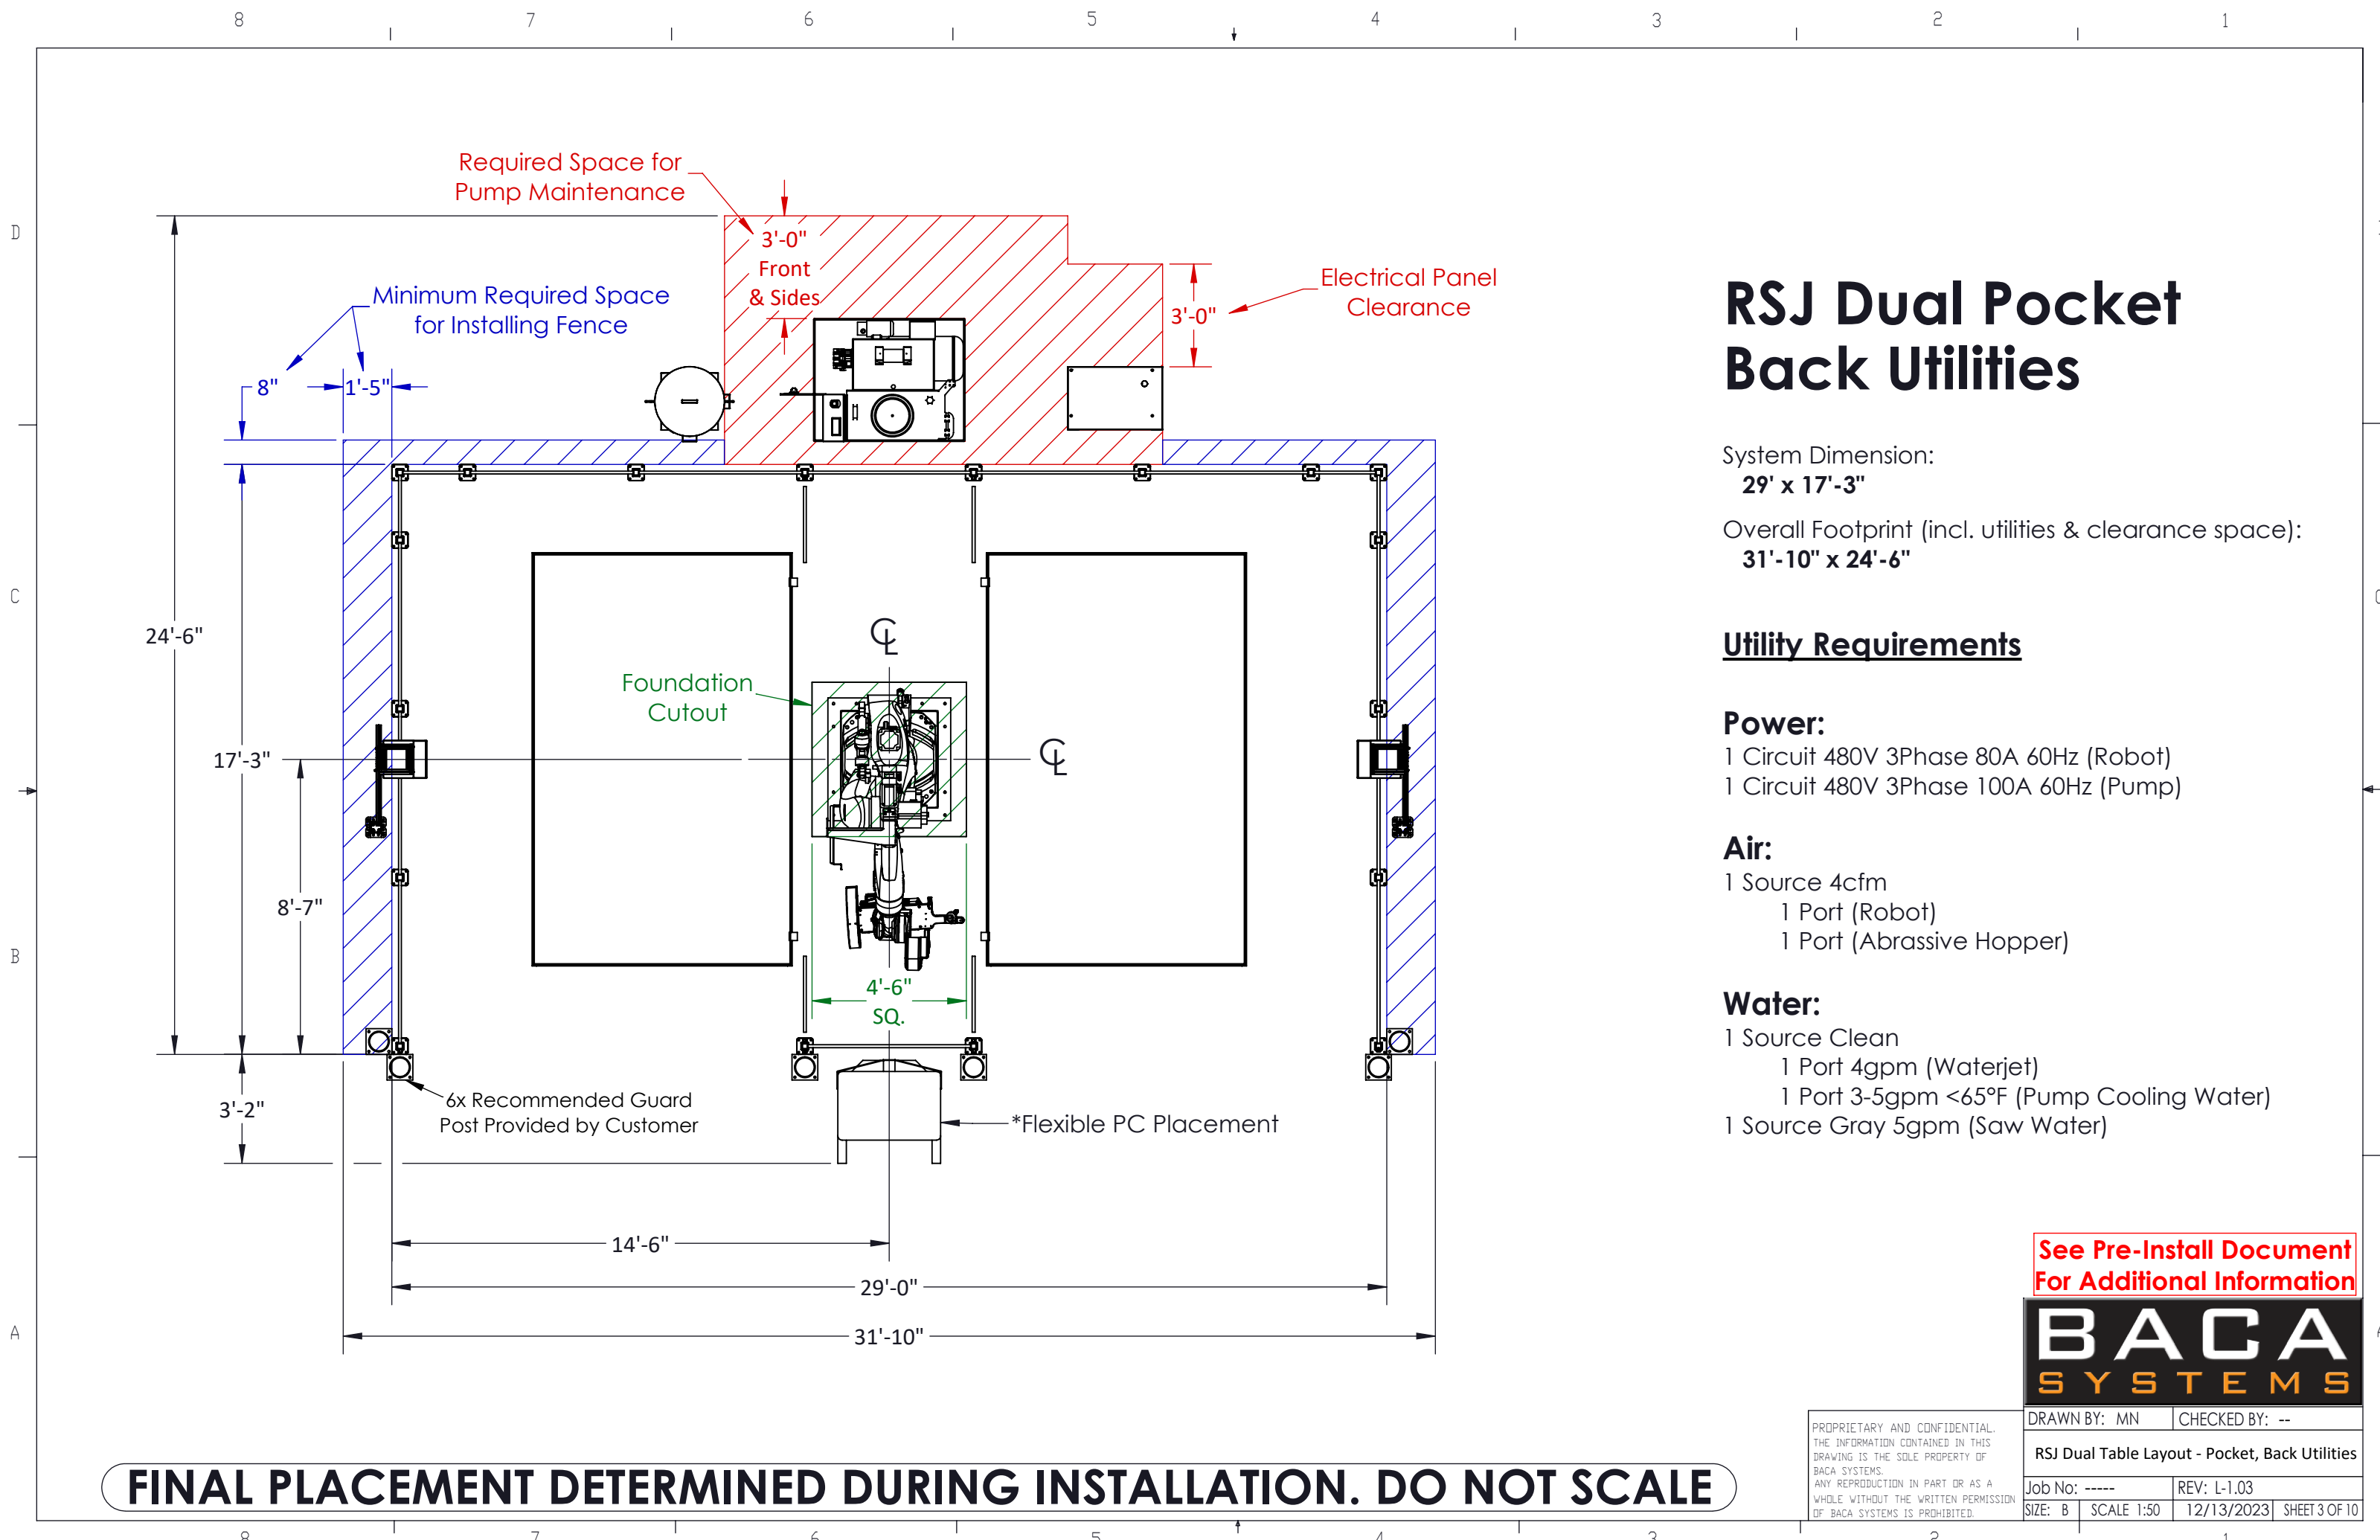 8 7 6 5 4 3 2 1
D
C
B
A
Required Space for
Pump Maintenance
3'-0"
Front
& Sides
Electrical Panel
Clearance
3'-0"
Minimum Required Space
for Installing Fence
8"
1'-5"
24'-6"
17'-3"
8'-7"
3'-2"
Foundation
Cutout
4'-6"
SQ.
6x Recommended Guard
Post Provided by Customer
*Flexible PC Placement
14'-6"
29'-0"
31'-10"
RSJ Dual Pocket
Back Utilities
System Dimension:
29' x 17'-3"
Overall Footprint (incl. utilities & clearance space):
31'-10" x 24'-6"
Utility Requirements
Power:
1 Circuit 480V 3Phase 80A 60Hz (Robot)
1 Circuit 480V 3Phase 100A 60Hz (Pump)
Air:
1 Source 4cfm
1 Port (Robot)
1 Port (Abrassive Hopper)
Water:
1 Source Clean
1 Port 4gpm (Waterjet)
1 Port 3-5gpm <65°F (Pump Cooling Water)
1 Source Gray 5gpm (Saw Water)
See Pre-Install Document
For Additional Information
BACA
SYSTEMS
DRAWN BY: MN
CHECKED BY: --
RSJ Dual Table Layout - Pocket, Back Utilities
Job No: -----
REV: L-1.03
SIZE: B
SCALE 1:50
12/13/2023
SHEET 3 OF 10
PROPRIETARY AND CONFIDENTIAL.
THE INFORMATION CONTAINED IN THIS
DRAWING IS THE SOLE PROPERTY OF
BACA SYSTEMS.
ANY REPRODUCTION IN PART OR AS A
WHOLE WITHOUT THE WRITTEN PERMISSION
OF BACA SYSTEMS IS PROHIBITED.
FINAL PLACEMENT DETERMINED DURING INSTALLATION. DO NOT SCALE
8 7 6 5 4 3 2 1